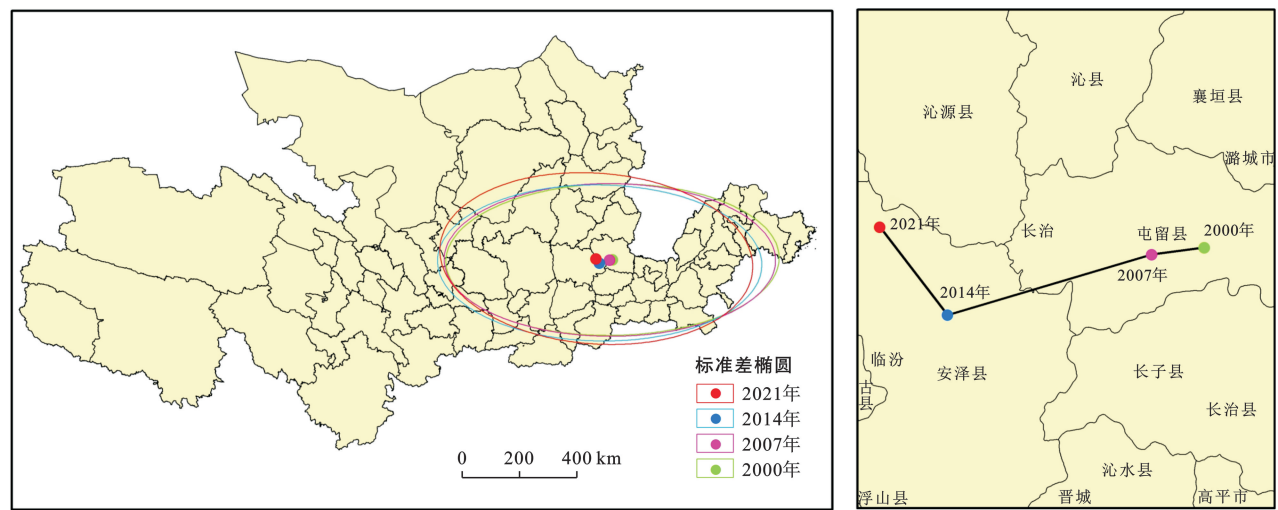 标准差椭圆
2021年
2014年
2007年
2000年
0 200 400 km
沁县
襄垣县
沁源县
潞城市
2021年
长治
屯留县
2000年
2007年
2014年
临汾
安泽县
长子县
古县
长治县
沁水县
浮山县
晋城
高平市